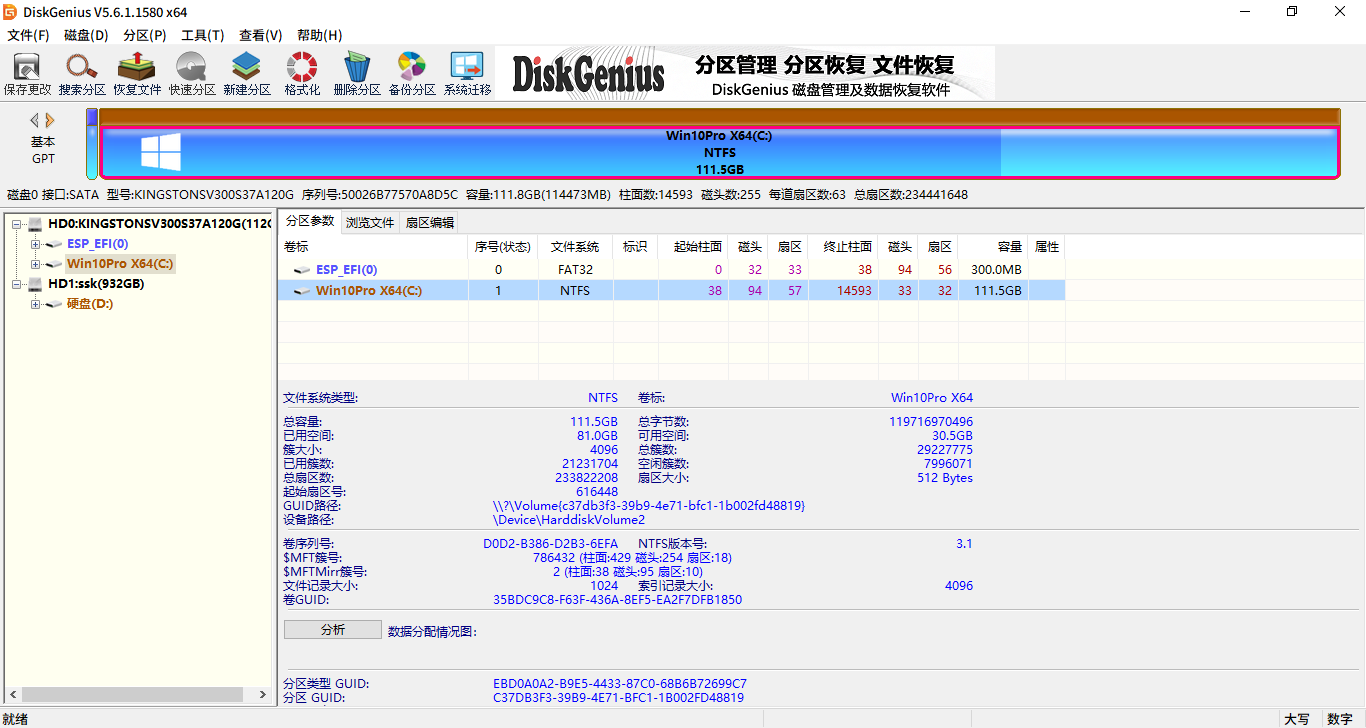 DiskGenius V5.6.1.1580 x64
文件(F) 磁盘(D) 分区(P) 工具(T) 查看(V) 帮助(H)
保存更改 搜索分区 恢复文件 快速分区 新建分区 格式化 删除分区 备份分区 系统迁移
DiskGenius
分区管理 分区恢复 文件恢复
DiskGenius 磁盘管理及数据恢复软件
基本
GPT
Win10Pro X64(C:)
NTFS
111.5GB
磁盘0 接口:SATA 型号:KINGSTONSV300S37A120G 序列号:50026B77570A8D5C 容量:111.8GB(114473MB) 柱面数:14593 磁头数:255 每道扇区数:63 总扇区数:234441648
HD0:KINGSTONSV300S37A120G(112G
ESP_EFI(0)
Win10Pro X64(C:)
HD1:ssk(932GB)
硬盘(D:)
分区参数 浏览文件 扇区编辑
卷标 序号(状态) 文件系统 标识 起始柱面 磁头 扇区 终止柱面 磁头 扇区 容量 属性
ESP_EFI(0) 0 FAT32 0 32 33 38 94 56 300.0MB
Win10Pro X64(C:) 1 NTFS 38 94 57 14593 33 32 111.5GB
文件系统类型: NTFS 卷标: Win10Pro X64
总容量: 111.5GB 总字节数: 119716970496
已用空间: 81.0GB 可用空间: 30.5GB
簇大小: 4096 总簇数: 29227775
已用簇数: 21231704 空闲簇数: 7996071
总扇区数: 233822208 扇区大小: 512 Bytes
起始扇区号: 616448
GUID路径: \\?\Volume{c37db3f3-39b9-4e71-bfc1-1b002fd48819}
设备路径: \Device\HarddiskVolume2
卷序列号: D0D2-B386-D2B3-6EFA NTFS版本号: 3.1
$MFT簇号: 786432 (柱面:429 磁头:254 扇区:18)
$MFTMirr簇号: 2 (柱面:38 磁头:95 扇区:10)
文件记录大小: 1024 索引记录大小: 4096
卷GUID: 35BDC9C8-F63F-436A-8EF5-EA2F7DFB1850
分析 数据分配情况图:
分区类型 GUID: EBD0A0A2-B9E5-4433-87C0-68B6B72699C7
分区 GUID: C37DB3F3-39B9-4E71-BFC1-1B002FD48819
就绪 大写 数字